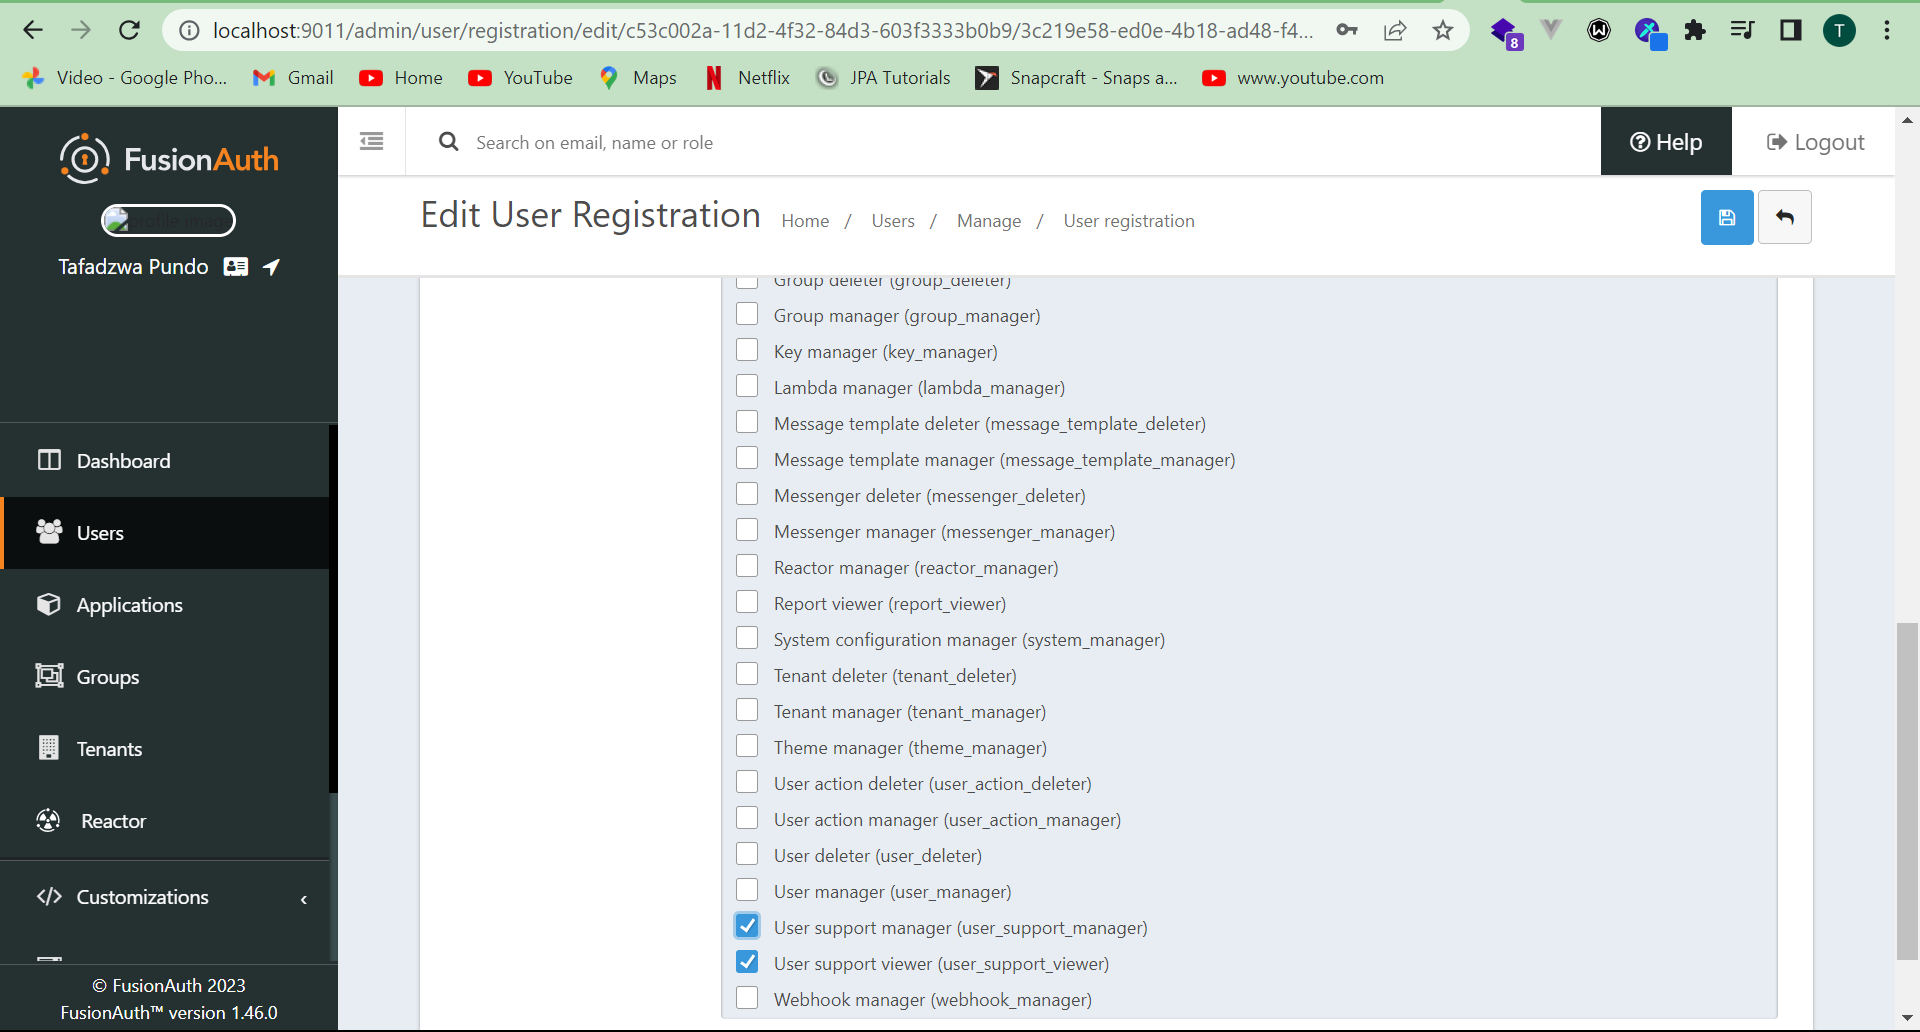 localhost:9011/admin/user/registration/edit/c53c002a-11d2-4f32-84d3-603f3333b0b9/3c219e58-ed0e-4b18-ad48-f4...
8
T
Video - Google Pho...
Gmail
Home
YouTube
Maps
Netflix
JPA Tutorials
Snapcraft - Snaps a...
www.youtube.com
FusionAuth
profile image
Tafadzwa Pundo
Search on email, name or role
Help
Logout
Edit User Registration
Home / Users / Manage / User registration
Group deleter (group_deleter)
Group manager (group_manager)
Key manager (key_manager)
Lambda manager (lambda_manager)
Message template deleter (message_template_deleter)
Message template manager (message_template_manager)
Messenger deleter (messenger_deleter)
Messenger manager (messenger_manager)
Reactor manager (reactor_manager)
Report viewer (report_viewer)
System configuration manager (system_manager)
Tenant deleter (tenant_deleter)
Tenant manager (tenant_manager)
Theme manager (theme_manager)
User action deleter (user_action_deleter)
User action manager (user_action_manager)
User deleter (user_deleter)
User manager (user_manager)
User support manager (user_support_manager)
User support viewer (user_support_viewer)
Webhook manager (webhook_manager)
Dashboard
Users
Applications
Groups
Tenants
Reactor
Customizations
© FusionAuth 2023
FusionAuth™ version 1.46.0